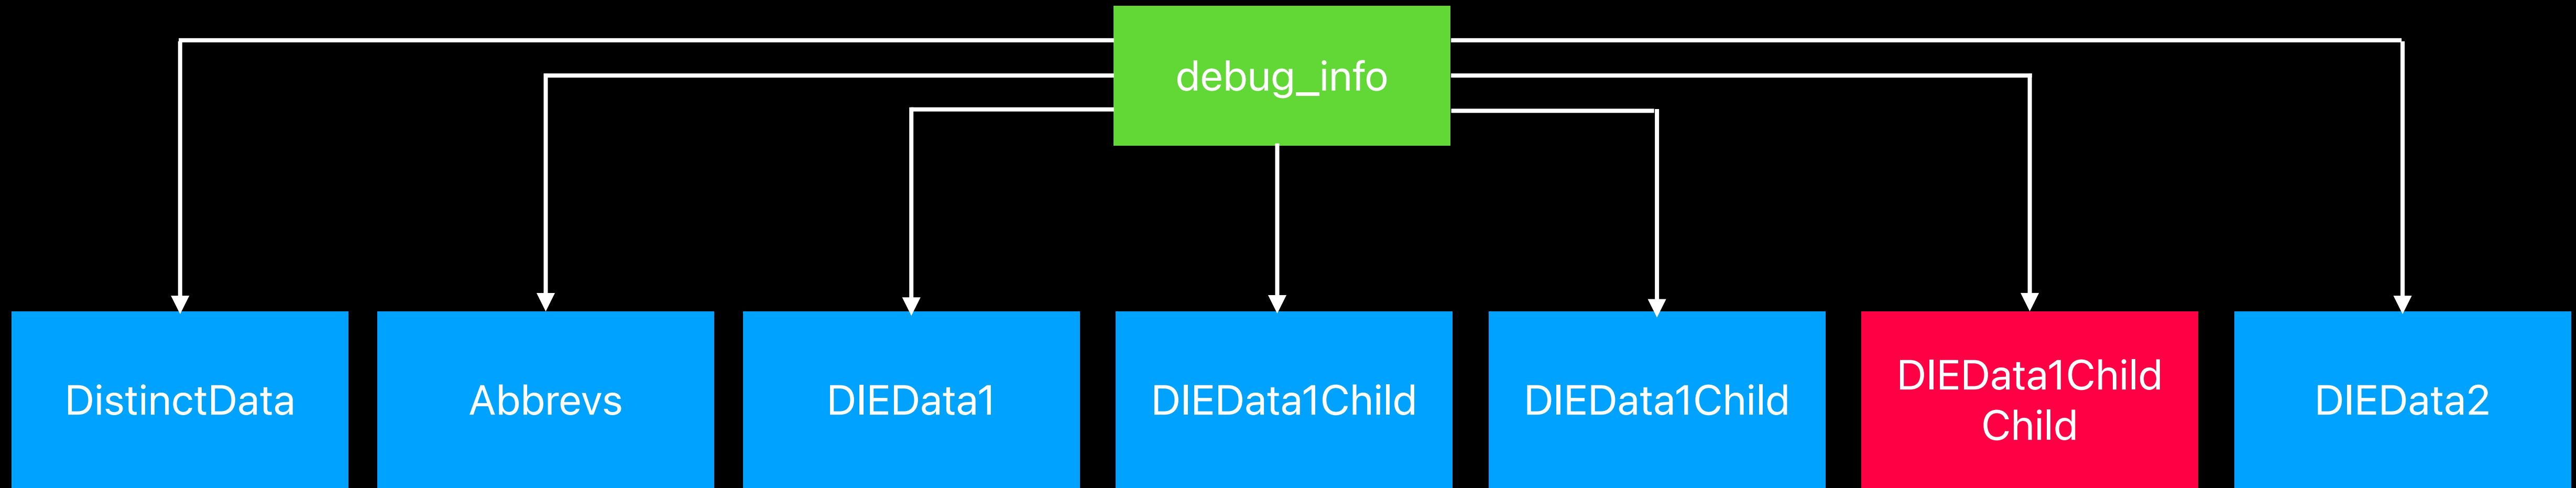 debug_info
DistinctData
Abbrevs
DIEData1
DIEData1Child
DIEData1Child
DIEData1Child
Child
DIEData2